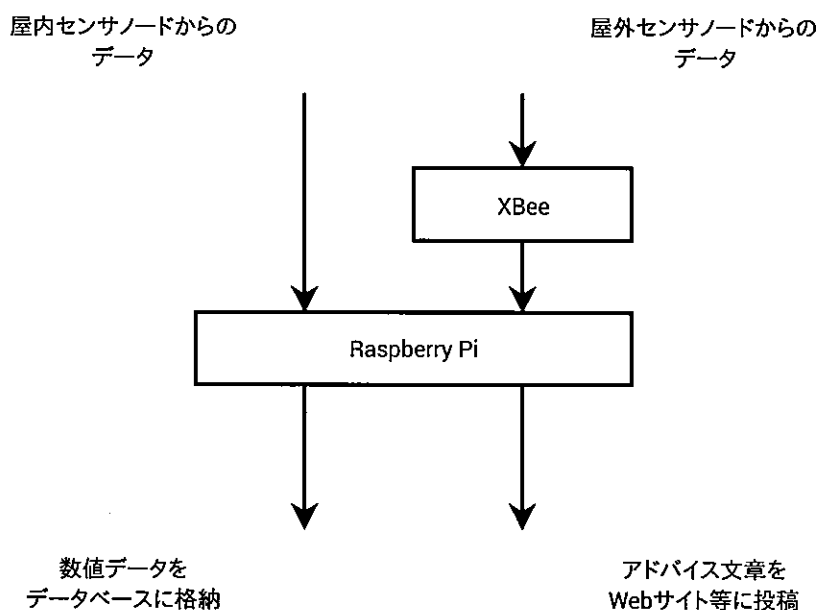 屋内センサノードからの
データ
屋外センサノードからの
データ
XBee
Raspberry Pi
数値データを
データベースに格納
アドバイス文章を
Webサイト等に投稿